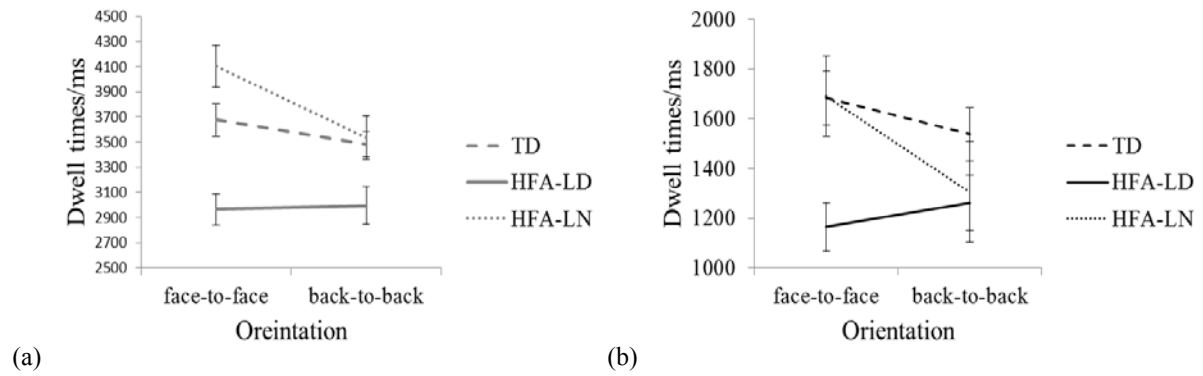 4500
4300
4100
3900
3700
3500
3300
3100
2900
2700
2500
Dwell times/ms
face-to-face back-to-back
Oreintation
TD
HFA-LD
HFA-LN
(a)
2000
1800
1600
1400
1200
1000
Dwell times/ms
face-to-face back-to-back
Orientation
TD
HFA-LD
HFA-LN
(b)